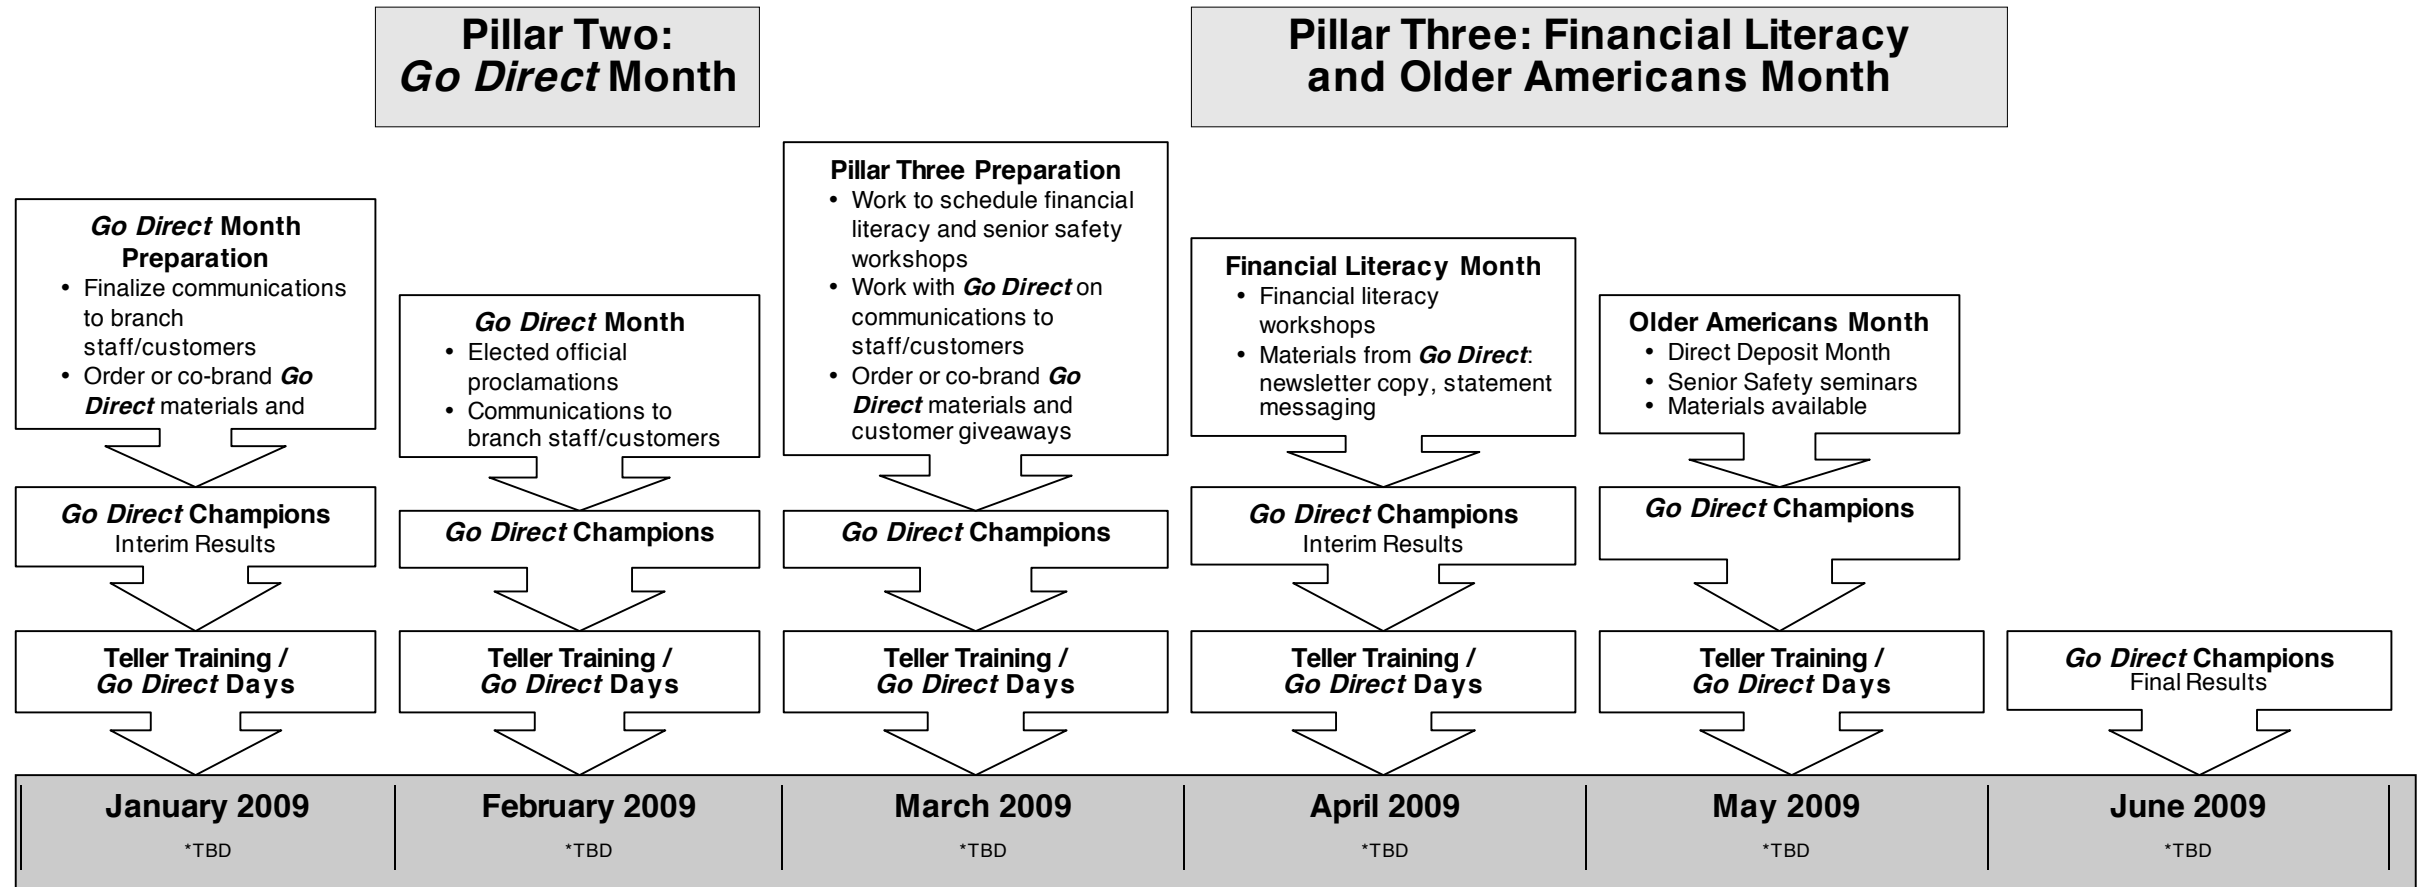 Pillar Two:
Go Direct Month
Pillar Three: Financial Literacy
and Older Americans Month
Go Direct Month
Preparation
• Finalize communications
to branch
staff/customers
• Order or co-brand Go
Direct materials and
Go Direct Champions
Interim Results
Teller Training /
Go Direct Days
Go Direct Month
• Elected official
proclamations
• Communications to
branch staff/customers
Go Direct Champions
Teller Training /
Go Direct Days
Pillar Three Preparation
• Work to schedule financial
literacy and senior safety
workshops
• Work with Go Direct on
communications to
staff/customers
• Order or co-brand Go
Direct materials and
customer giveaways
Go Direct Champions
Teller Training /
Go Direct Days
Financial Literacy Month
• Financial literacy
workshops
• Materials from Go Direct:
newsletter copy, statement
messaging
Go Direct Champions
Interim Results
Teller Training /
Go Direct Days
Older Americans Month
• Direct Deposit Month
• Senior Safety seminars
• Materials available
Go Direct Champions
Teller Training /
Go Direct Days
Go Direct Champions
Final Results
January 2009
*TBD
February 2009
*TBD
March 2009
*TBD
April 2009
*TBD
May 2009
*TBD
June 2009
*TBD